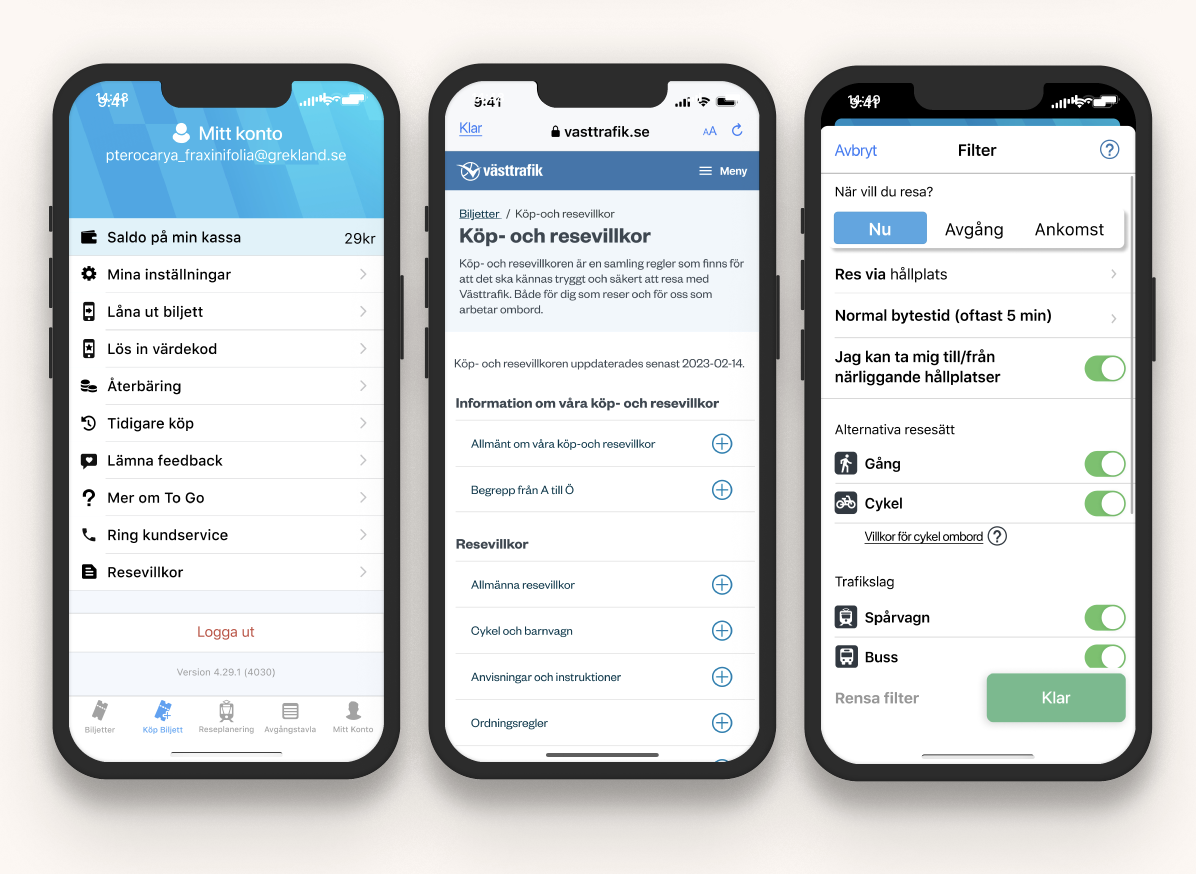 Mitt konto
pterocarya_fraxinifolia@grekland.se
Saldo på min kassa 29kr
Mina inställningar
Låna ut biljett
Lös in värdekod
Återbäring
Tidigare köp
Lämna feedback
Mer om To Go
Ring kundservice
Resevillkor
Logga ut
Version 4.29.1 (4030)
Biljetter Köp Biljett Reseplanering Avgångstavla Mitt Konto
9:41
Klar vasttrafik.se AA
västtrafik Meny
Biljetter / Köp-och resevillkor
Köp- och resevillkor
Köp- och resevillkoren är en samling regler som finns för
att det ska kännas tryggt och säkert att resa med
Västtrafik. Både för dig som reser och för oss som
arbetar ombord.
Köp- och resevillkoren uppdaterades senast 2023-02-14.
Information om våra köp- och resevillkor
Allmänt om våra köp-och resevillkor
Begrepp från A till Ö
Resevillkor
Allmänna resevillkor
Cykel och barnvagn
Anvisningar och instruktioner
Ordningsregler
Avbryt Filter ?
När vill du resa?
Nu Avgång Ankomst
Res via hållplats
Normal bytestid (oftast 5 min)
Jag kan ta mig till/från
närliggande hållplatser
Alternativa resesätt
Gång
Cykel
Villkor för cykel ombord ?
Trafikslag
Spårvagn
Buss
Rensa filter Klar